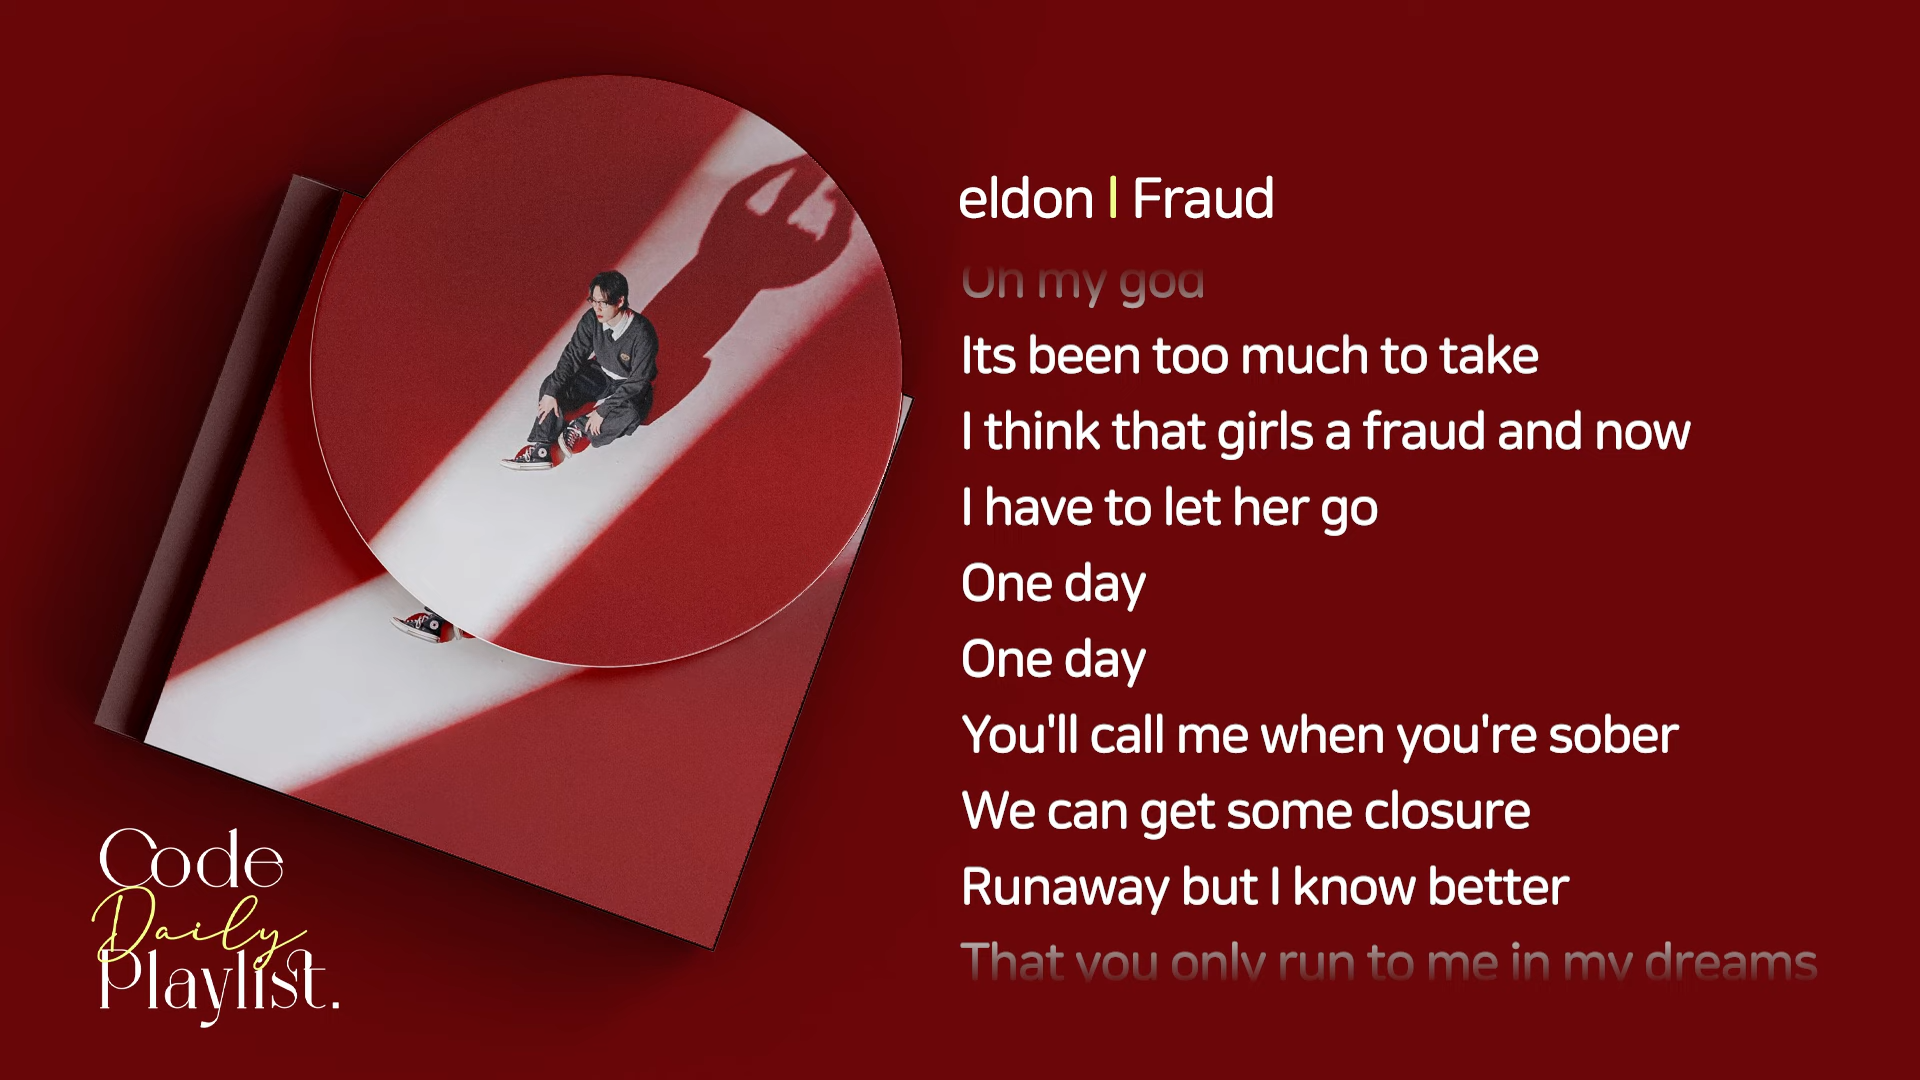 eldon | Fraud
Oh my god
Its been too much to take
I think that girls a fraud and now
I have to let her go
One day
One day
You'll call me when you're sober
We can get some closure
Runaway but I know better
That you only run to me in my dreams
Code
Daily
Playlist.